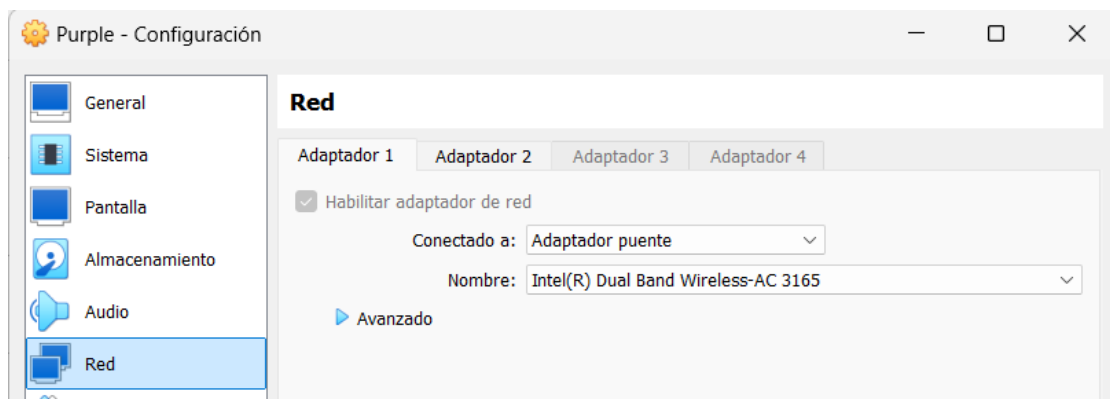 Purple - Configuración
General
Sistema
Pantalla
Almacenamiento
Audio
Red
Red
Adaptador 1 Adaptador 2 Adaptador 3 Adaptador 4
Habilitar adaptador de red
Conectado a: Adaptador puente
Nombre: Intel(R) Dual Band Wireless-AC 3165
Avanzado